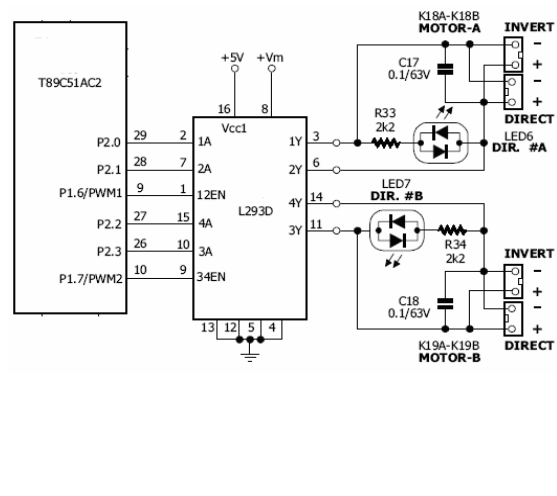 K18A-K18B
MOTOR-A
INVERT
-
+
-
+
DIRECT
C17
0.1/63V
+5V
+Vm
T89C51AC2
16
8
Vcc1
R33
2k2
LED6
DIR. #A
P2.0
29
2
1A
1Y
3
P2.1
28
7
2A
2Y
6
P1.6/PWM1
9
1
12EN
LED7
DIR. #B
L293D
4Y
14
P2.2
27
15
4A
3Y
11
P2.3
26
10
3A
R34
2k2
P1.7/PWM2
10
9
34EN
INVERT
-
+
-
+
DIRECT
C18
0.1/63V
13
12
5
4
K19A-K19B
MOTOR-B